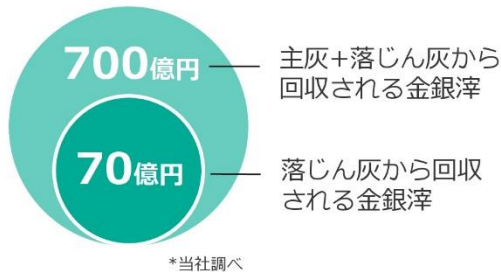 700億円
主灰+落じん灰から
回収される金銀滓
70億円
落じん灰から回収
される金銀滓
*当社調べ